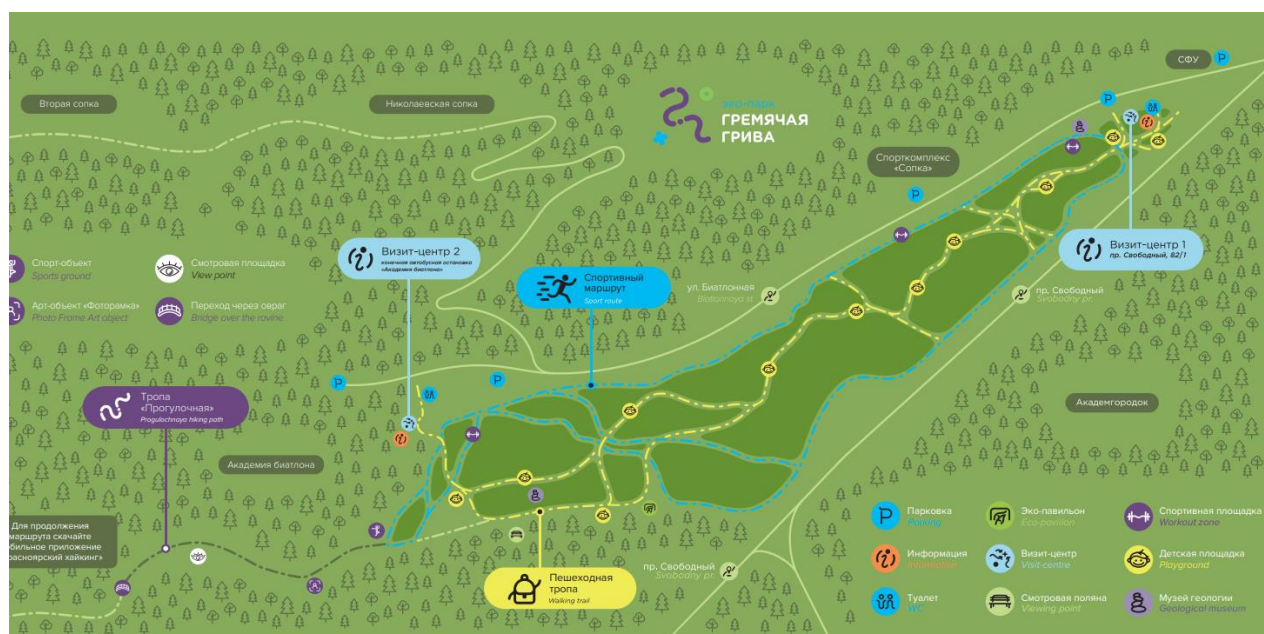 СФУ
P
P
Вторая сопка
Николаевская сопка
эко-парк
ГРЕМЯЧАЯ
ГРИВА
Спорткомплекс
«Сопка»
P
Визит-центр 2
конечная автобусная остановка
«Академия биатлона»
Визит-центр 1
пр. Свободный, 82/1
Спорт-объект
Sports ground
Смотровая площадка
View point
Арт-объект «Фоторамка»
Photo Frame Art object
Переход через овраг
Bridge over the ravine
Спортивный
маршрут
Sport route
ул. Биатлонная
Biatlonnaya st.
пр. Свободный
Svobodny pr.
P
P
Тропа
«Прогулочная»
Progulochnaya hiking path
Академгородок
Академия биатлона
Для продолжения
маршрута скачайте
мобильное приложение
«Красноярский хайкинг»
пр. Свободный
Svobodny pr.
Пешеходная
тропа
Walking trail
P
Парковка
Parking
Эко-павильон
Eco-pavilion
Спортивная площадка
Workout zone
Информация
Information
Визит-центр
Visit-centre
Детская площадка
Playground
Туалет
WC
Смотровая поляна
Viewing point
Музей геологии
Geological museum